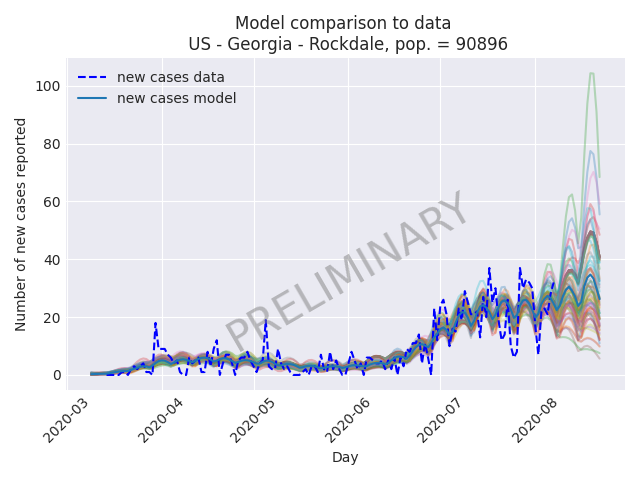 Model comparison to data
US - Georgia - Rockdale, pop. = 90896
new cases data
new cases model
Number of new cases reported
100
80
60
40
20
0
PRELIMINARY
2020-03
2020-04
2020-05
2020-06
2020-07
2020-08
Day